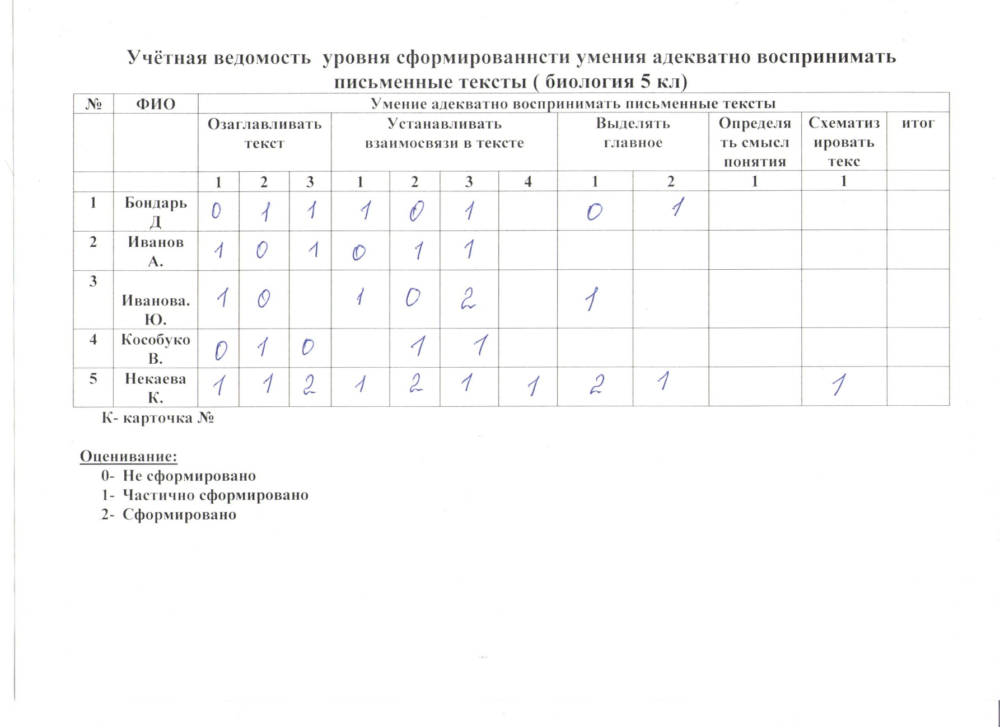 Учётная ведомость уровня сформированнсти умения адекватно воспринимать
письменные тексты ( биология 5 кл)
№ ФИО Умение адекватно воспринимать письменные тексты
Озаглавливать Устанавливать Выделять Определя Схематиз итог
текст взаимосвязи в тексте главное ть смысл ировать
понятия текс
1 2 3 1 2 3 4 1 2 1 1
1 Бондарь 0 1 1 1 0 1 0 1
Д
2 Иванов 1 0 1 0 1 1
А.
3
Иванова. 1 0 1 0 2 1
Ю.
4 Кособуко 0 1 0 1 1
В.
5 Некаева 1 1 2 1 2 1 1 2 1 1
К.
К- карточка №
Оценивание:
0- Не сформировано
1- Частично сформировано
2- Сформировано